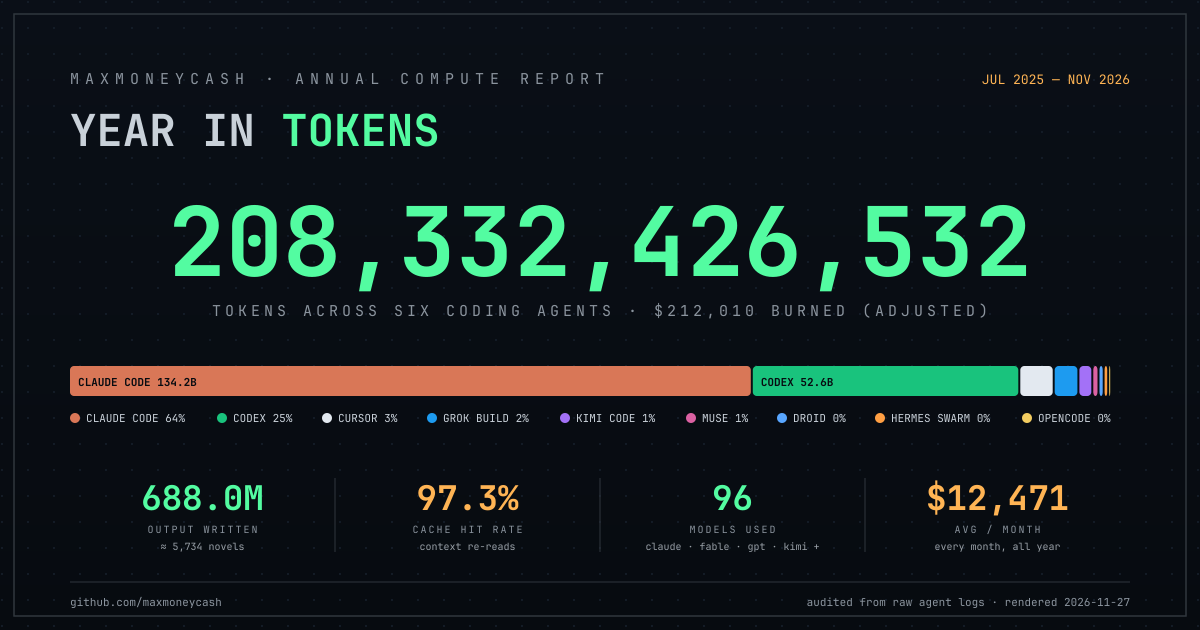 MAXMONEYCASH · ANNUAL COMPUTE REPORT
JUL 2025 — NOV 2026
YEAR IN TOKENS
208,332,426,532
TOKENS ACROSS SIX CODING AGENTS · $212,010 BURNED (ADJUSTED)
CLAUDE CODE 134.2B
CODEX 52.6B
CLAUDE CODE 64% CODEX 25% CURSOR 3% GROK BUILD 2% KIMI CODE 1% MUSE 1% DROID 0% HERMES SWARM 0% OPENCODE 0%
688.0M
OUTPUT WRITTEN
≈ 5,734 novels
97.3%
CACHE HIT RATE
context re-reads
96
MODELS USED
claude · fable · gpt · kimi +
$12,471
AVG / MONTH
every month, all year
github.com/maxmoneycash
audited from raw agent logs · rendered 2026-11-27